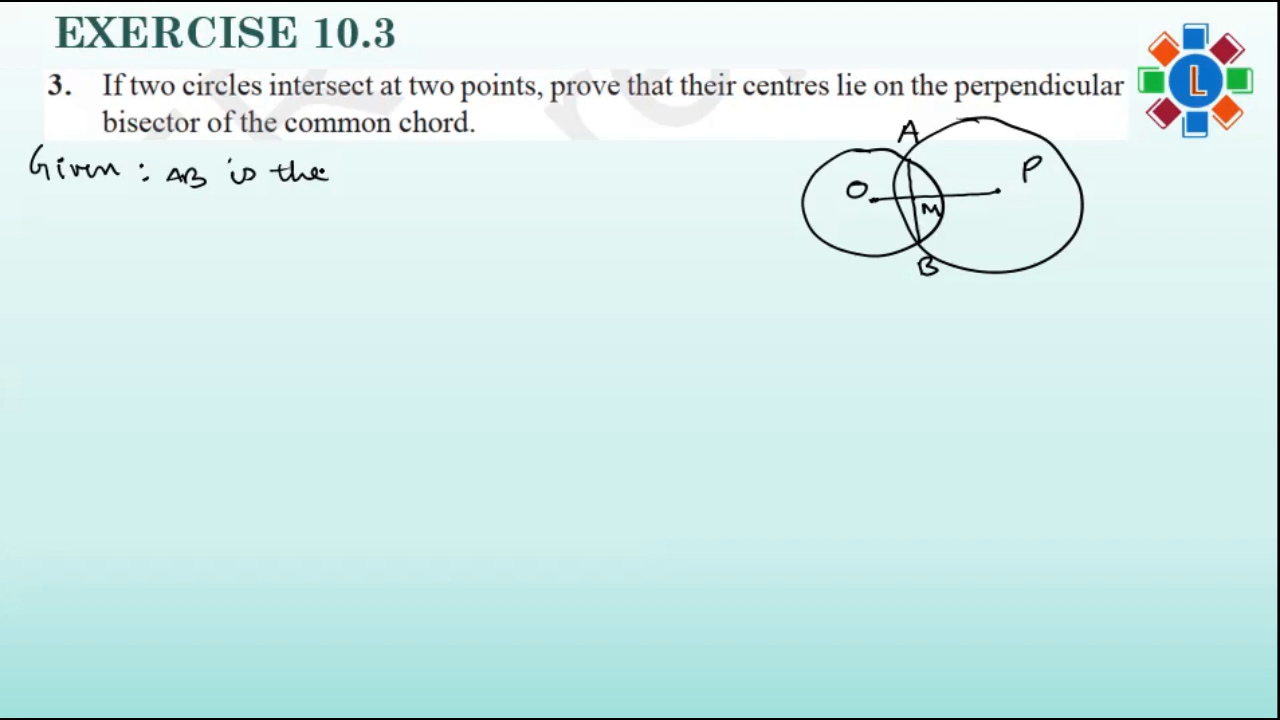 EXERCISE 10.3
3. If two circles intersect at two points, prove that their centres lie on the perpendicular
bisector of the common chord.
Given : AB is the
A
O
P
M
B
L